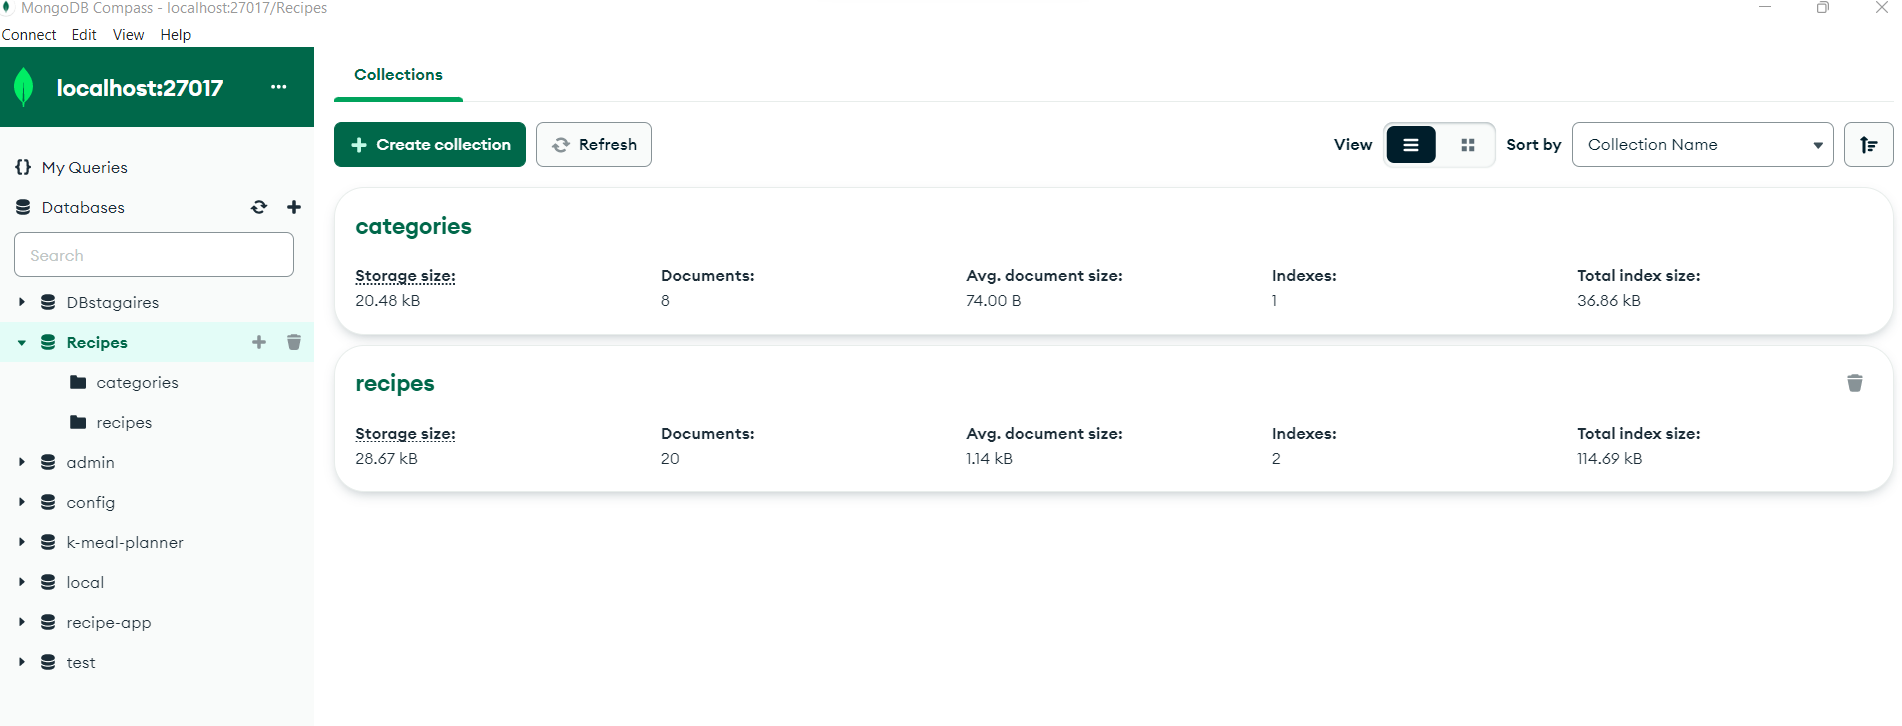 MongoDB Compass - localhost:27017/Recipes
Connect Edit View Help
localhost:27017
{} My Queries
Databases
Search
DBstagaires
Recipes
categories
recipes
admin
config
k-meal-planner
local
recipe-app
test
Collections
Create collection
Refresh
View
Sort by
Collection Name
categories
Storage size: Documents: Avg. document size: Indexes: Total index size:
20.48 kB 8 74.00 B 1 36.86 kB
recipes
Storage size: Documents: Avg. document size: Indexes: Total index size:
28.67 kB 20 1.14 kB 2 114.69 kB